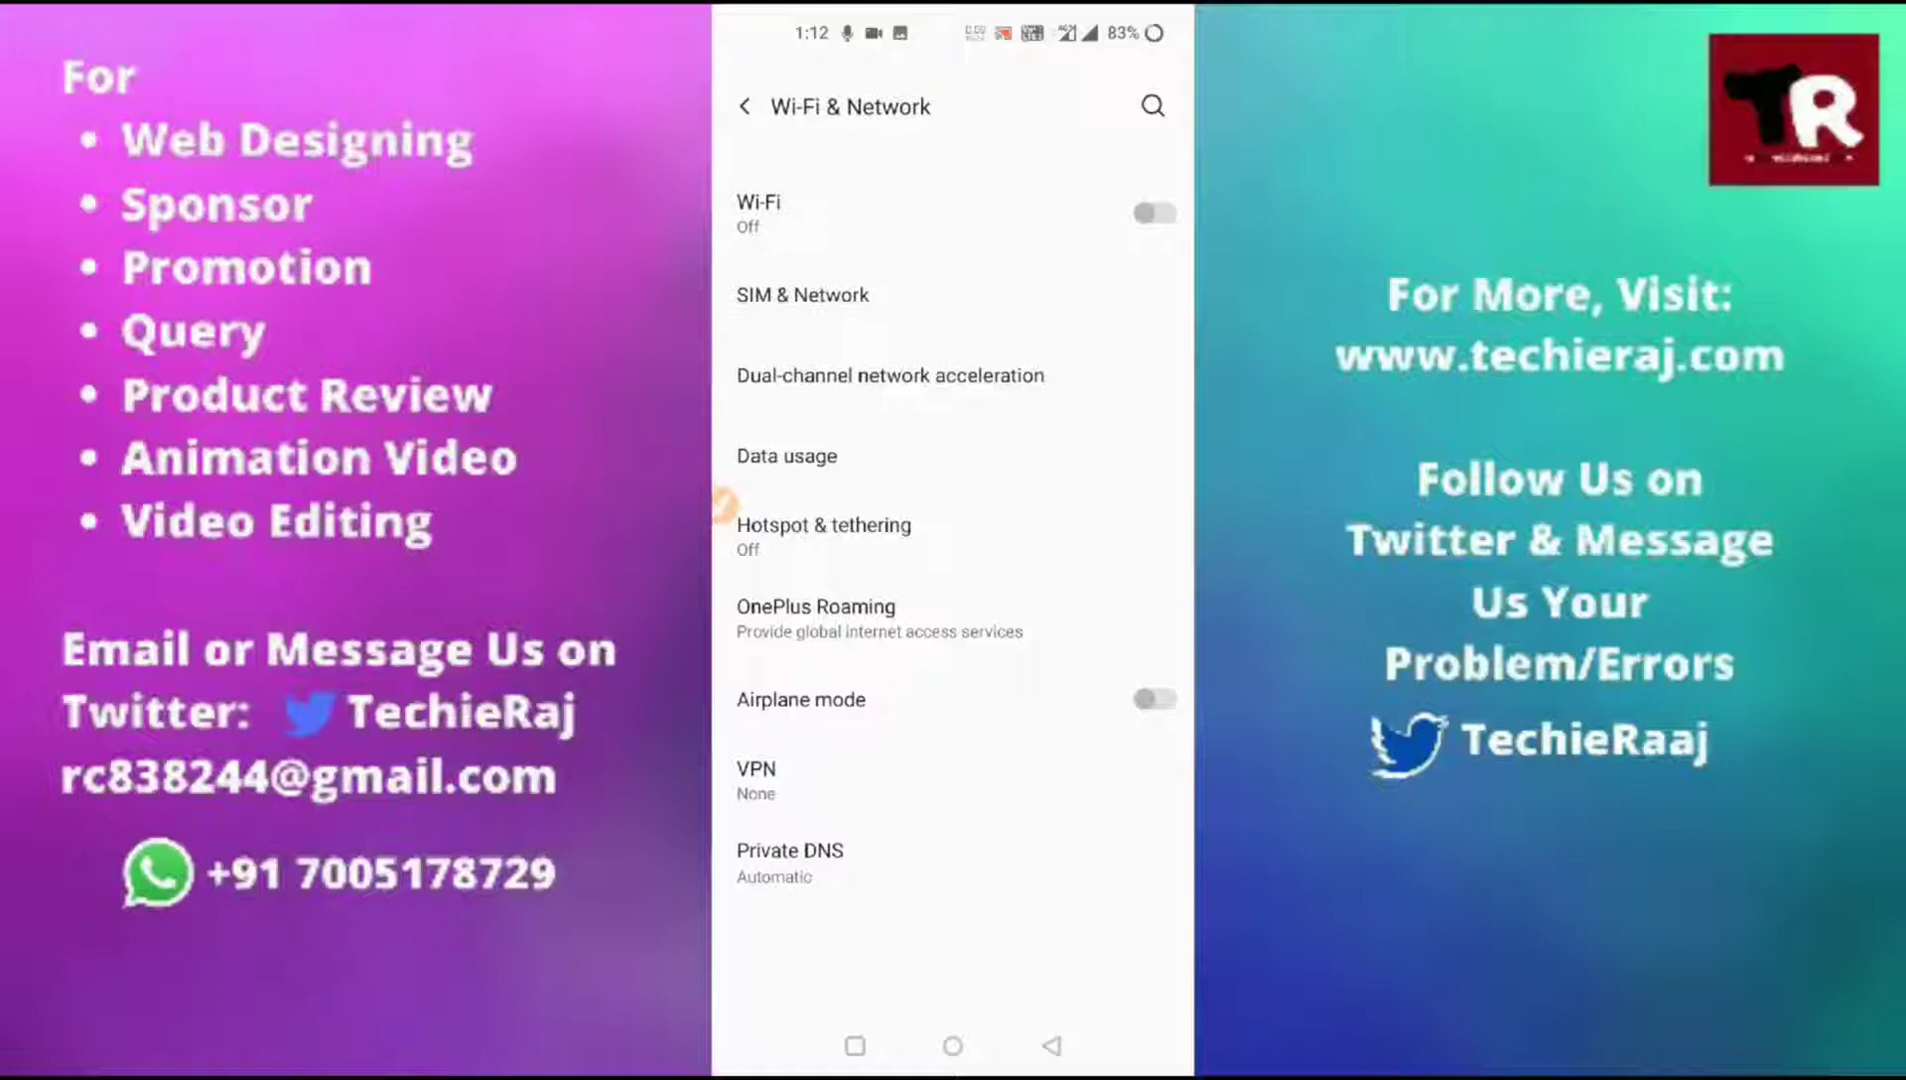 For
• Web Designing
• Sponsor
• Promotion
• Query
• Product Review
• Animation Video
• Video Editing
Email or Message Us on
Twitter: TechieRaj
rc838244@gmail.com
+91 7005178729
1:12
83%
Wi-Fi & Network
Wi-Fi
Off
SIM & Network
Dual-channel network acceleration
Data usage
Hotspot & tethering
Off
OnePlus Roaming
Provide global internet access services
Airplane mode
VPN
None
Private DNS
Automatic
TR
For More, Visit:
www.techieraj.com
Follow Us on
Twitter & Message
Us Your
Problem/Errors
TechieRaaj